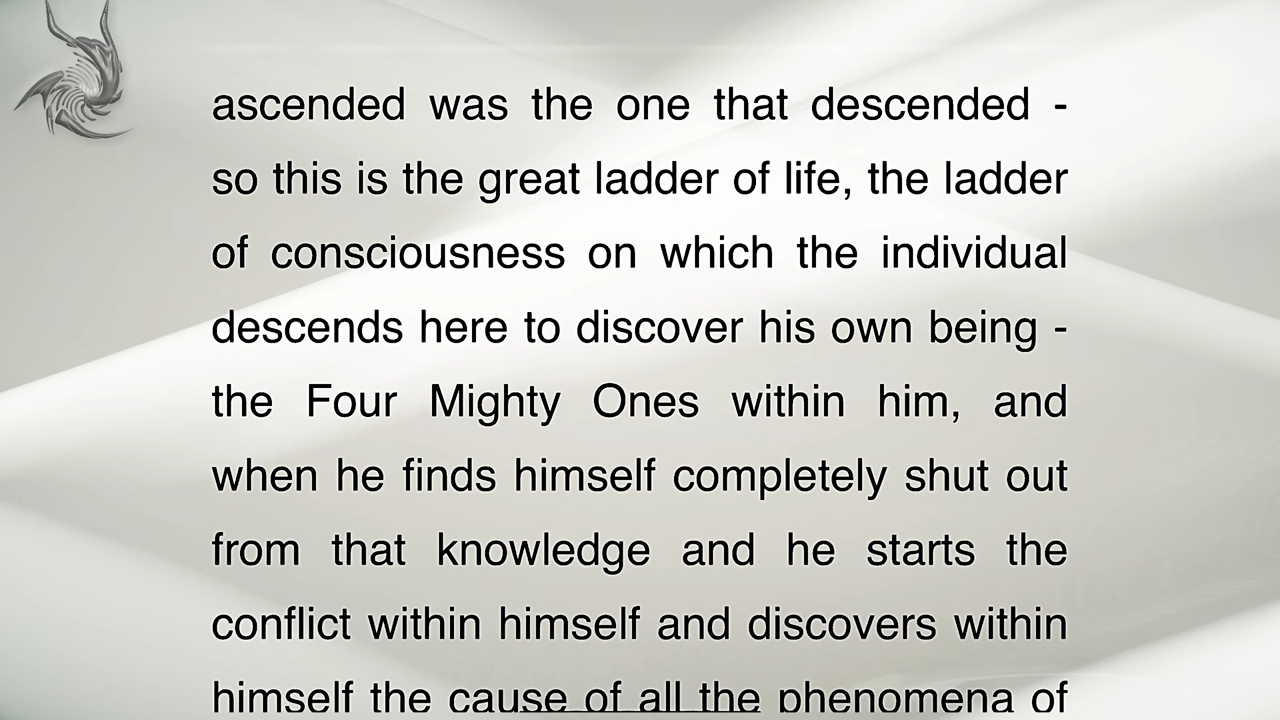 ascended was the one that descended -
so this is the great ladder of life, the ladder
of consciousness on which the individual
descends here to discover his own being -
the Four Mighty Ones within him, and
when he finds himself completely shut out
from that knowledge and he starts the
conflict within himself and discovers within
himself the cause of all the phenomena of